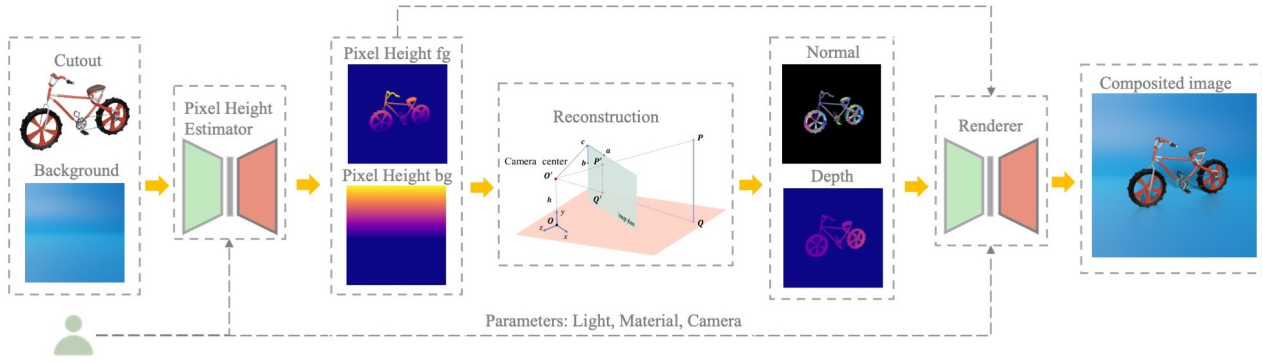 Cutout
Background
Pixel Height
Estimator
Pixel Height fg
Pixel Height bg
Reconstruction
Camera center
c
a
b
P'
P
O'
Q'
h
y
O
z
x
Q
Normal
Depth
Renderer
Composited image
Parameters: Light, Material, Camera